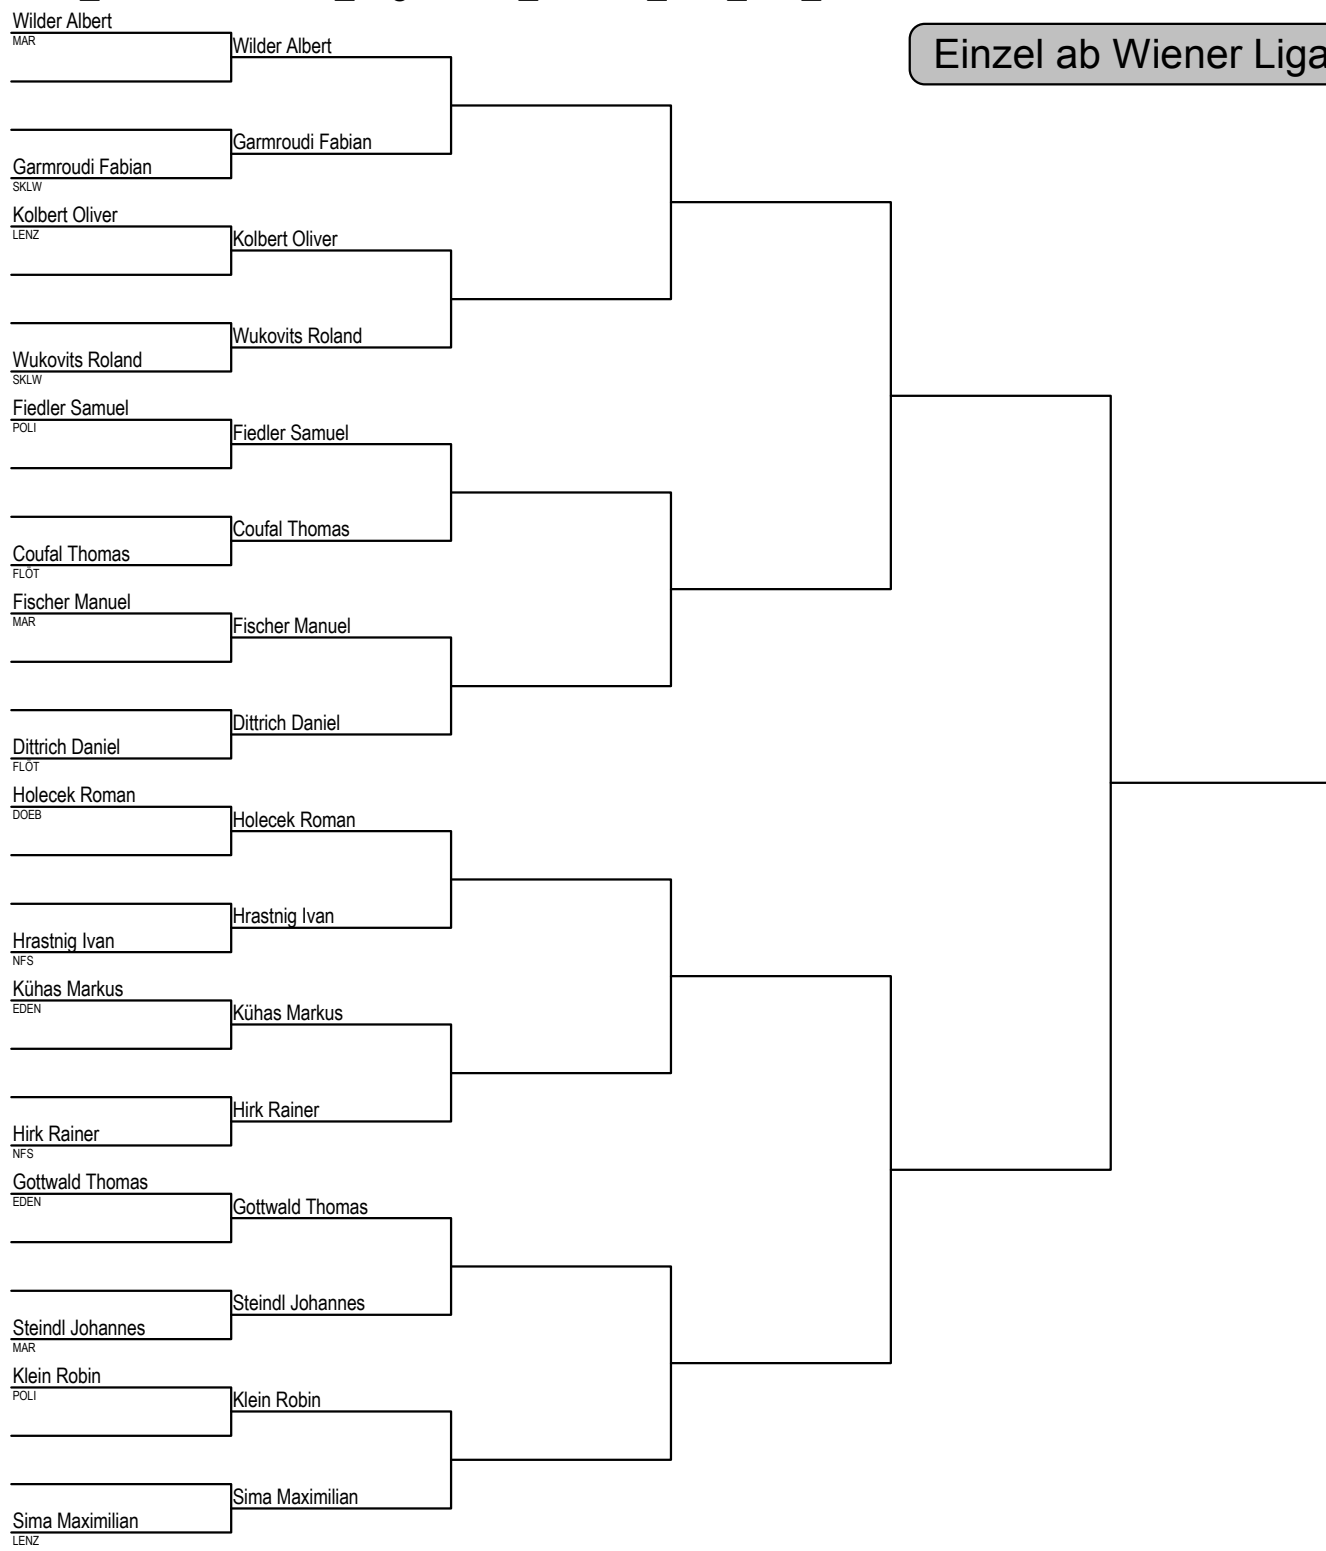 Wilder Albert
MAR
Wilder Albert
Einzel ab Wiener Liga
Garmroudi Fabian
Garmroudi Fabian
SKLW
Kolbert Oliver
LENZ
Kolbert Oliver
Wukovits Roland
Wukovits Roland
SKLW
Fiedler Samuel
POLI
Fiedler Samuel
Coufal Thomas
Coufal Thomas
FLÖT
Fischer Manuel
MAR
Fischer Manuel
Dittrich Daniel
Dittrich Daniel
FLÖT
Holecek Roman
DOEB
Holecek Roman
Hrastnig Ivan
Hrastnig Ivan
NFS
Kühas Markus
EDEN
Kühas Markus
Hirk Rainer
Hirk Rainer
NFS
Gottwald Thomas
EDEN
Gottwald Thomas
Steindl Johannes
Steindl Johannes
MAR
Klein Robin
POLI
Klein Robin
Sima Maximilian
Sima Maximilian
LENZ